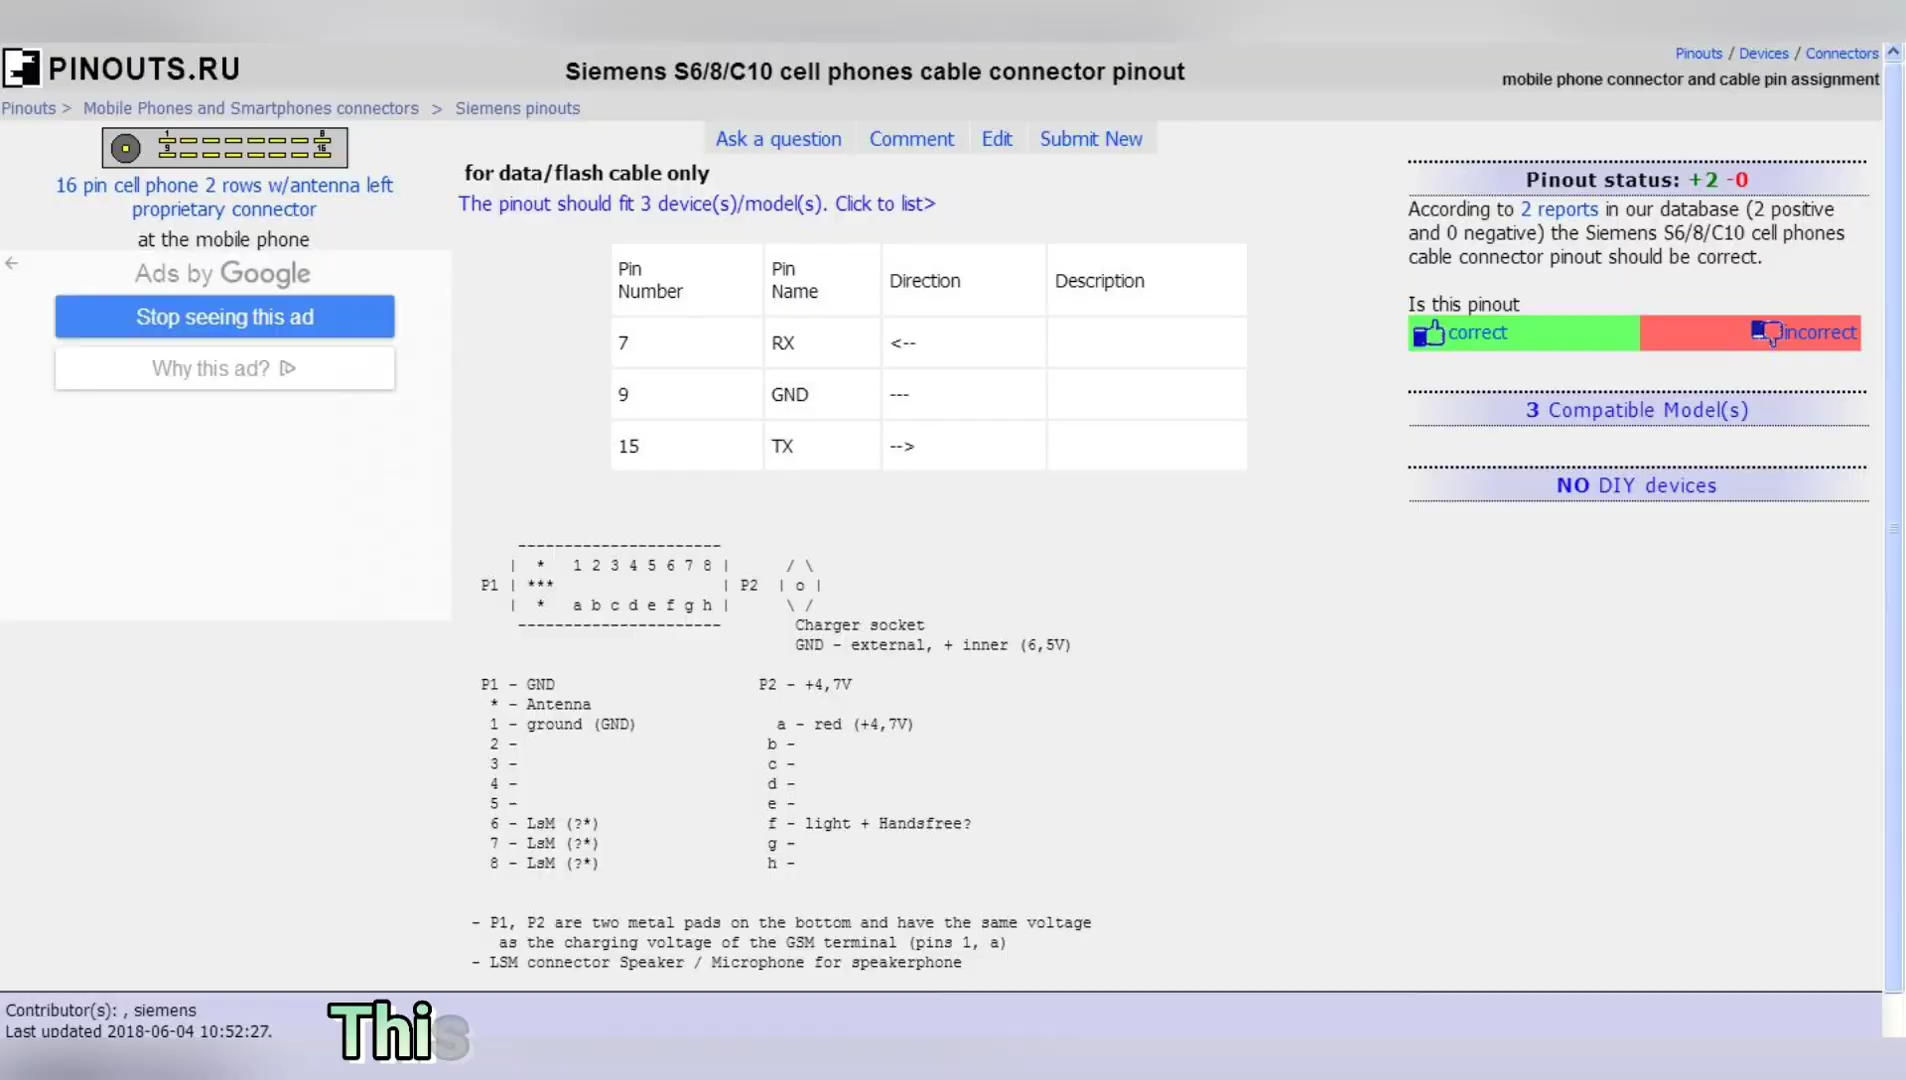 PINOUTS.RU
Siemens S6/8/C10 cell phones cable connector pinout
Pinouts / Devices / Connectors
mobile phone connector and cable pin assignment
Pinouts > Mobile Phones and Smartphones connectors > Siemens pinouts
1 8
9 16
16 pin cell phone 2 rows w/antenna left
proprietary connector
at the mobile phone
Ads by Google
Stop seeing this ad
Why this ad?
Ask a question Comment Edit Submit New
for data/flash cable only
The pinout should fit 3 device(s)/model(s). Click to list>
Pin Number Pin Name Direction Description
7 RX <--
9 GND ---
15 TX -->
----------------------
| * 1 2 3 4 5 6 7 8 | / \
P1 | *** | P2 | o |
| * a b c d e f g h | \ /
---------------------- Charger socket
GND - external, + inner (6,5V)
P1 - GND P2 - +4,7V
* - Antenna
1 - ground (GND) a - red (+4,7V)
2 - b -
3 - c -
4 - d -
5 - e -
6 - LsM (?*) f - light + Handsfree?
7 - LsM (?*) g -
8 - LsM (?*) h -
- P1, P2 are two metal pads on the bottom and have the same voltage
as the charging voltage of the GSM terminal (pins 1, a)
- LSM connector Speaker / Microphone for speakerphone
Pinout status: +2 -0
According to 2 reports in our database (2 positive
and 0 negative) the Siemens S6/8/C10 cell phones
cable connector pinout should be correct.
Is this pinout
correct incorrect
3 Compatible Model(s)
NO DIY devices
Contributor(s): , siemens
Last updated 2018-06-04 10:52:27.
This